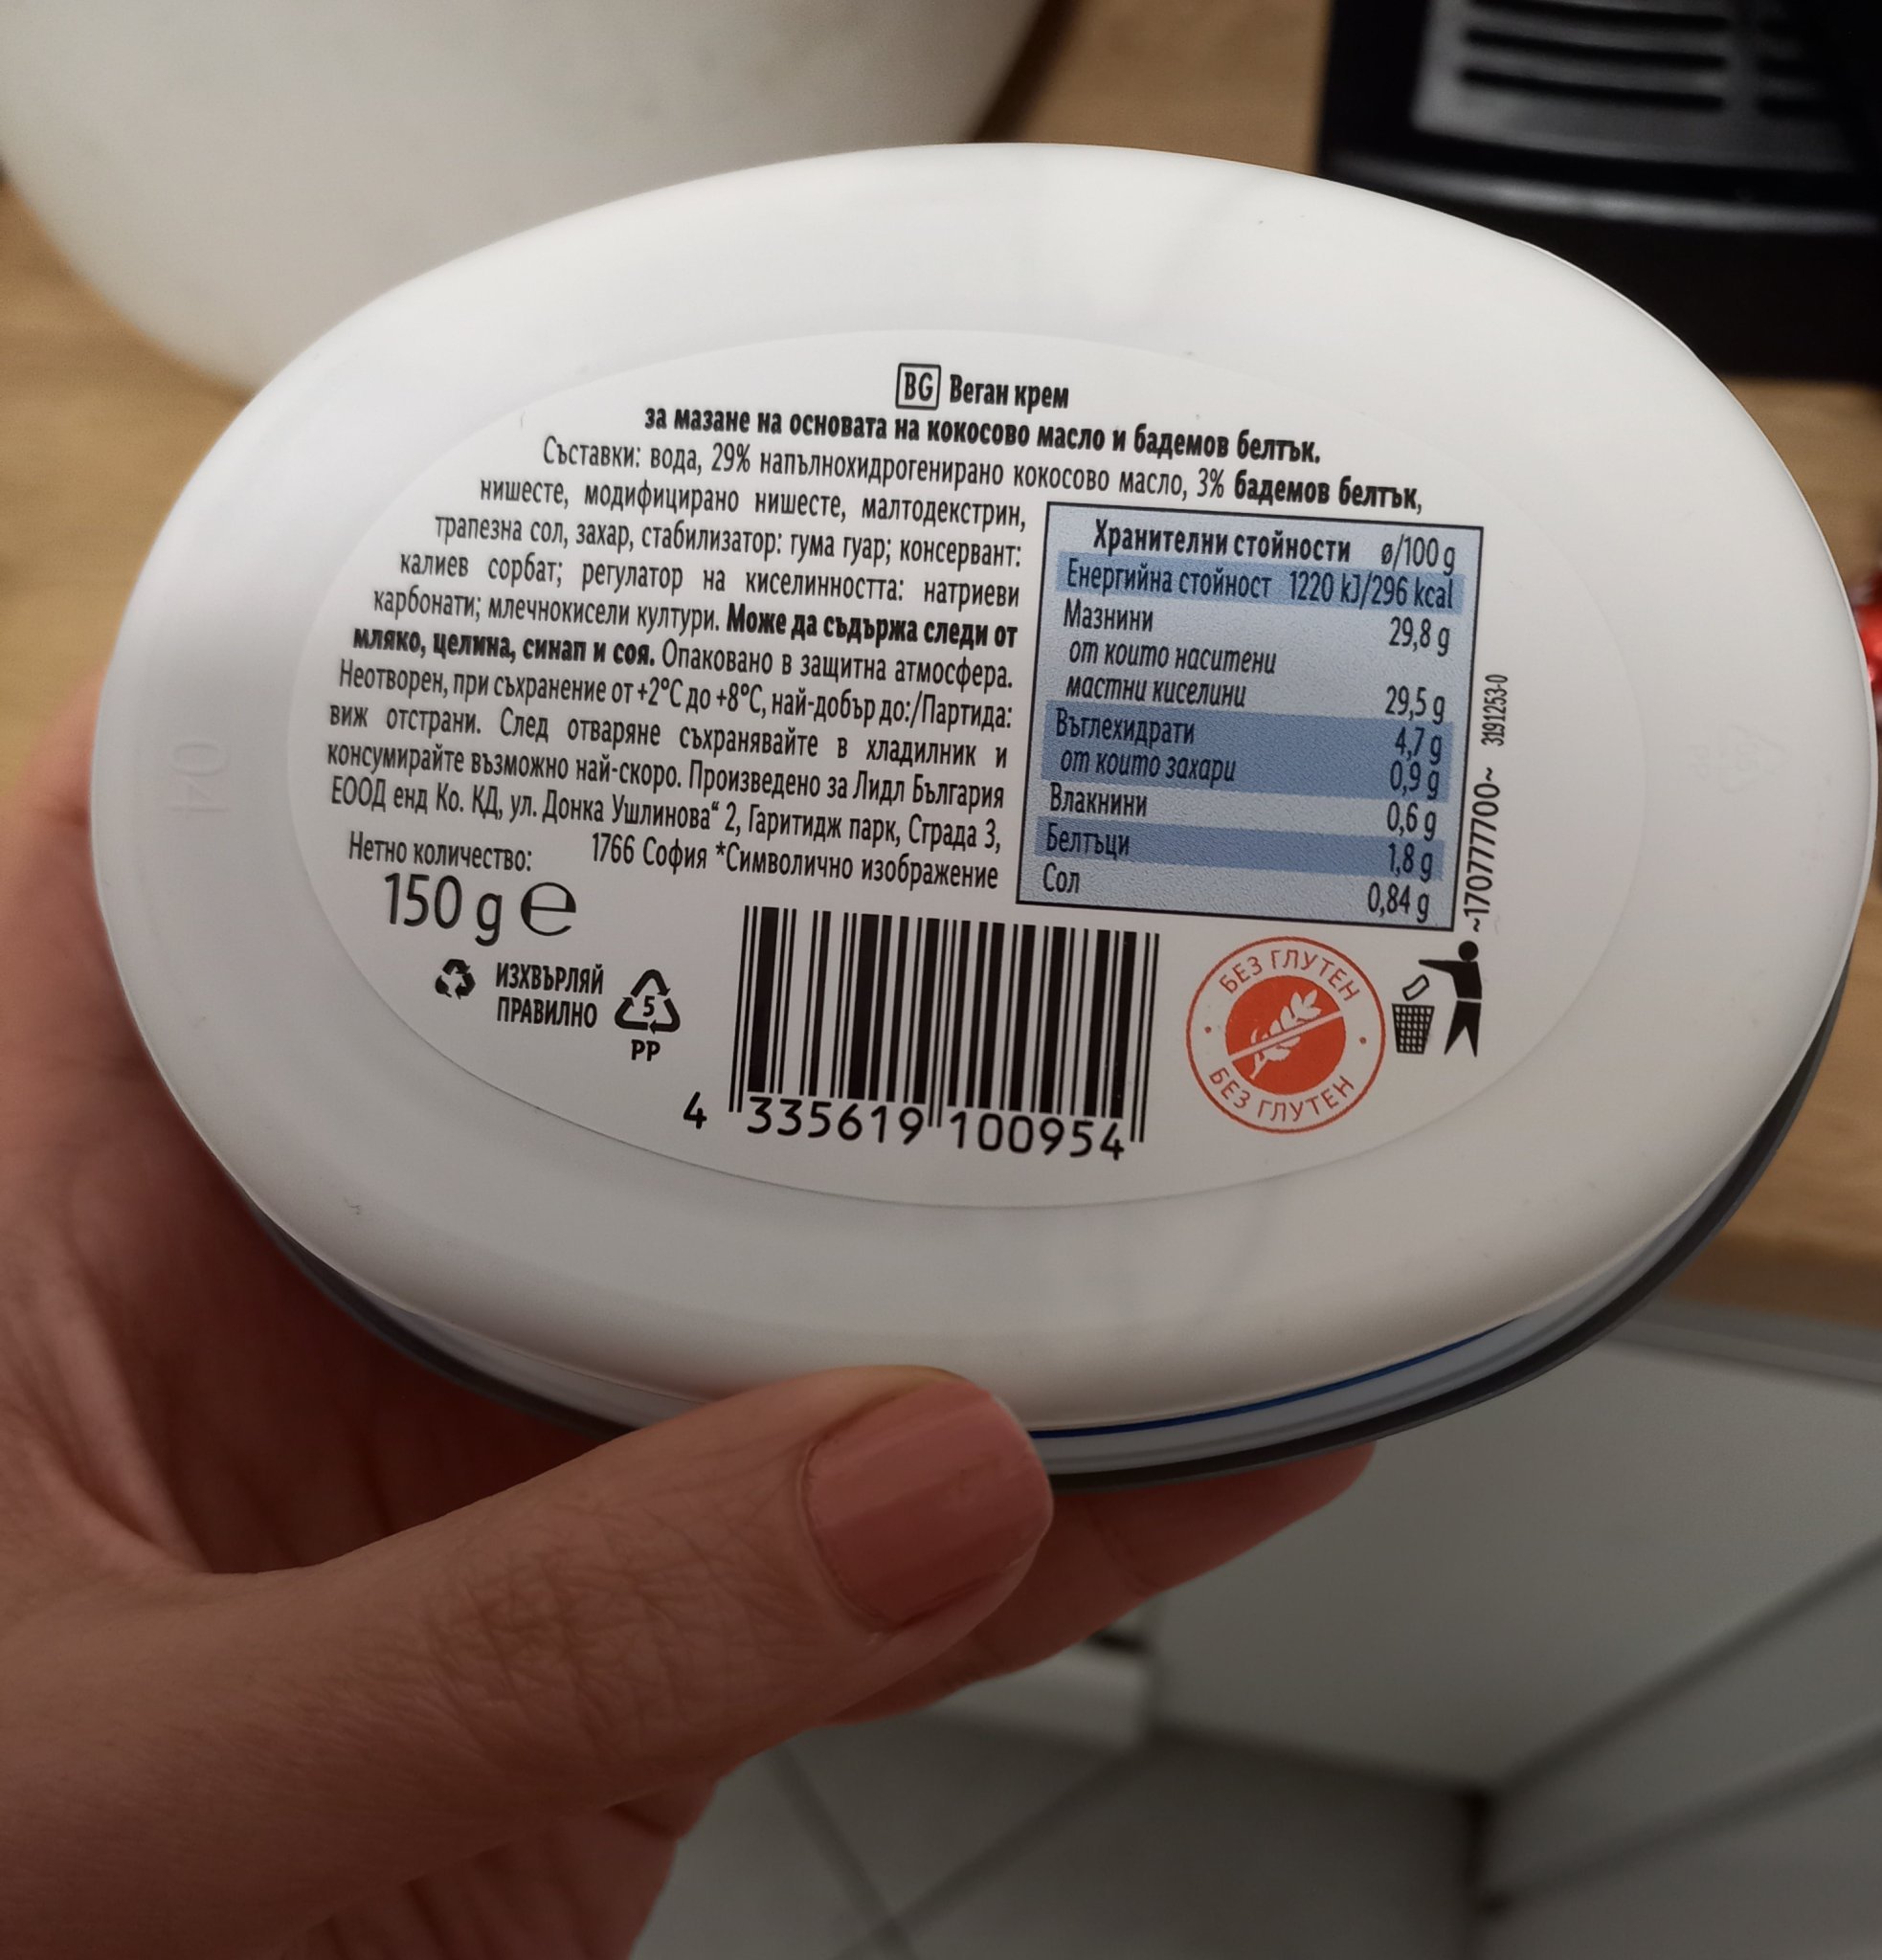 BG Веган крем
за мазане на основата на кокосово масло и бадемов белтък.
Съставки: вода, 29% напълнохидрогенирано кокосово масло, 3% бадемов белтък,
нишесте, модифицирано нишесте, малтодекстрин,
трапезна сол, захар, стабилизатор: гума гуар; консервант:
калиев сорбат; регулатор на киселинността: натриеви
карбонати; млечнокисели култури. Може да съдържа следи от
мляко, целина, синап и соя. Опаковано в защитна атмосфера.
Неотворен, при съхранение от +2°C до +8°C, най-добър до:/Партида:
виж отстрани. След отваряне съхранявайте в хладилник и
консумирайте възможно най-скоро. Произведено за Лидл България
ЕООД енд Ко. КД, ул. Донка Ушлинова“ 2, Гаритидж парк, Сграда 3,
1766 София *Символично изображение
Нетно количество:
150 g e
Хранителни стойности ø/100 g
Енергийна стойност 1220 kJ/296 kcal
Мазнини 29,8 g
от които наситени
мастни киселини 29,5 g
Въглехидрати 4,7 g
от които захари 0,9 g
Влакнини 0,6 g
Белтъци 1,8 g
Сол 0,84 g
~1707777700~ 3191253-0
ИЗХВЪРЛЯЙ
ПРАВИЛНО
5
PP
4 335619 100954
БЕЗ ГЛУТЕН
БЕЗ ГЛУТЕН
04
PP